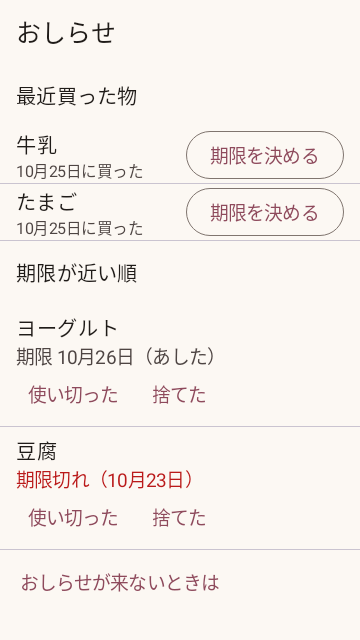 おしらせ
最近買った物
牛乳
10月25日に買った
期限を決める
たまご
10月25日に買った
期限を決める
期限が近い順
ヨーグルト
期限 10月26日（あした）
使い切った 捨てた
豆腐
期限切れ（10月23日）
使い切った 捨てた
おしらせが来ないときは